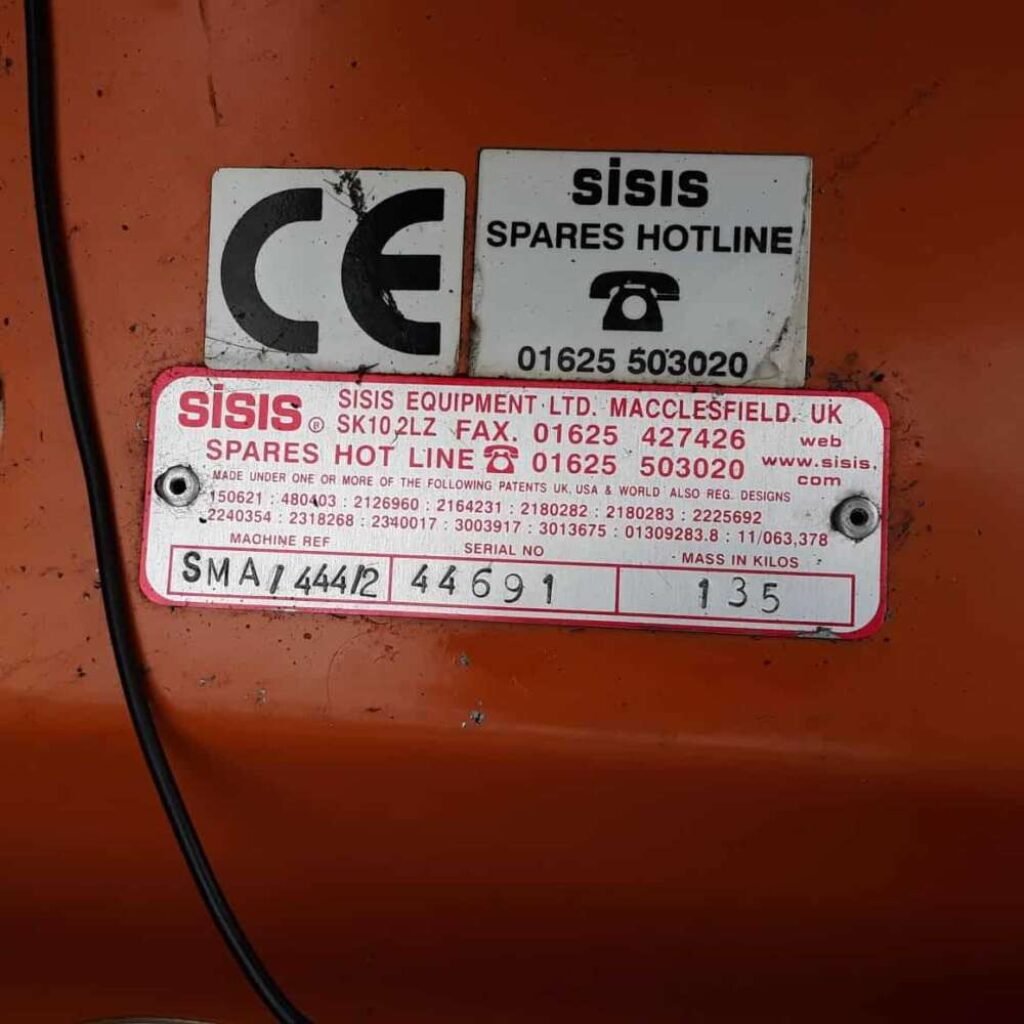 CE
SISIS
SPARES HOTLINE
01625 503020
SISIS ® SISIS EQUIPMENT LTD. MACCLESFIELD. UK
SK10 2LZ FAX. 01625 427426 web
SPARES HOT LINE 01625 503020 www.sisis.
com
MADE UNDER ONE OR MORE OF THE FOLLOWING PATENTS UK, USA & WORLD ALSO REG. DESIGNS
150621 : 480403 : 2126960 : 2164231 : 2180282 : 2180283 : 2225692
2240354 : 2318268 : 2340017 : 3003917 : 3013675 : 01309283.8 : 11/063,378
MACHINE REF SERIAL NO MASS IN KILOS
SMA/444/2 44691 135